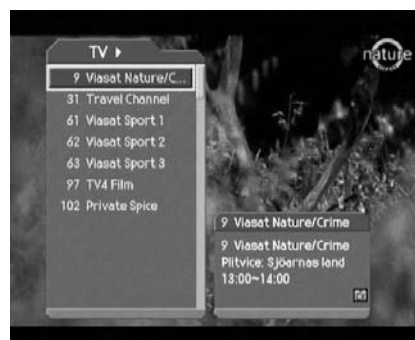 TV
nature
9 Viasat Nature/C...
31 Travel Channel
61 Viasat Sport 1
62 Viasat Sport 2
63 Viasat Sport 3
97 TV4 Film
102 Private Spice
9 Viasat Nature/Crime
9 Viasat Nature/Crime
Plitvice: Sjöarnas land
13:00~14:00